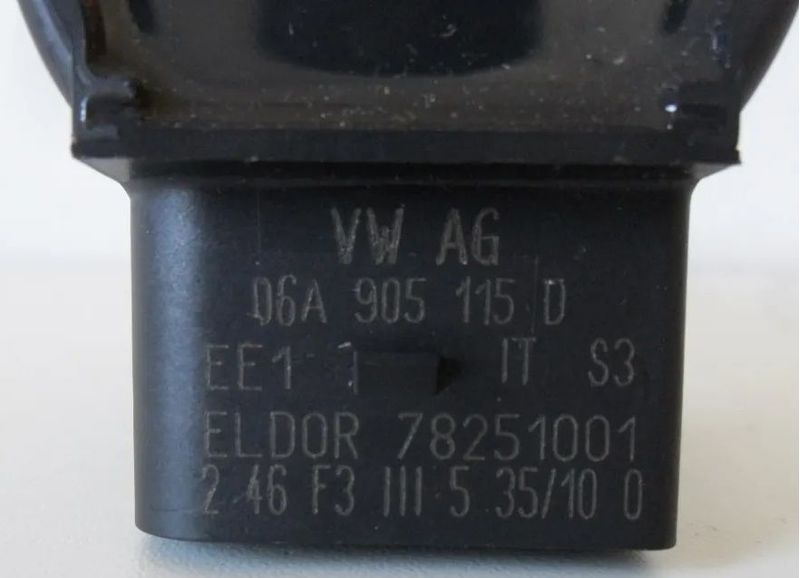 VW AG
06A 905 115 D
EE1 IT S3
ELDOR 78251001
2 46 F3 III 5 35/10 0